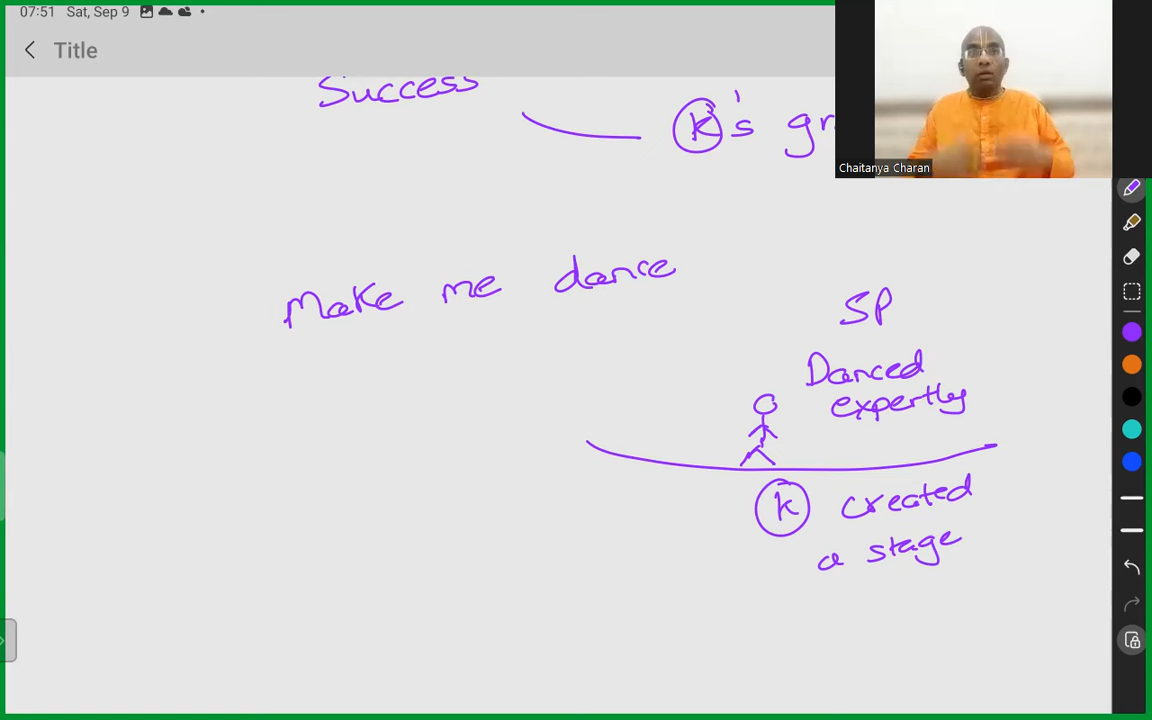 07:51 Sat, Sep 9
Title
Success
K's gr
Chaitanya Charan
Make me dance
SP
Danced
expertly
K created
a stage